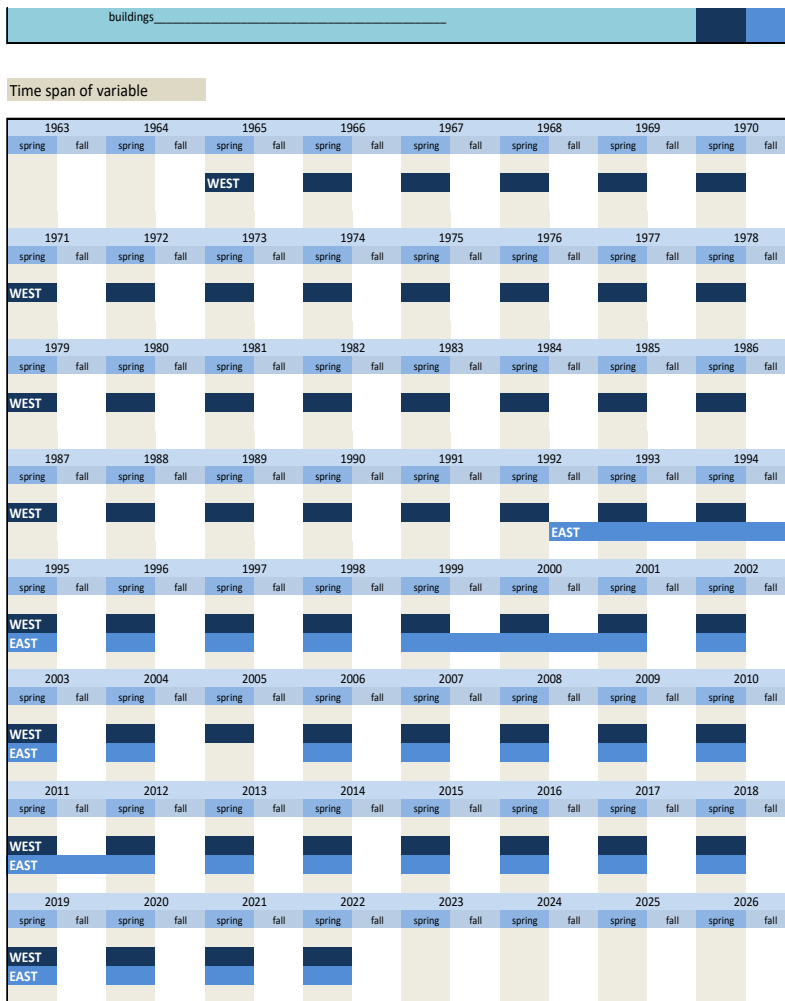 buildings_______________________________________________
Time span of variable
1963 1964 1965 1966 1967 1968 1969 1970
spring fall spring fall spring fall spring fall spring fall spring fall spring fall spring fall
WEST
1971 1972 1973 1974 1975 1976 1977 1978
spring fall spring fall spring fall spring fall spring fall spring fall spring fall spring fall
WEST
1979 1980 1981 1982 1983 1984 1985 1986
spring fall spring fall spring fall spring fall spring fall spring fall spring fall spring fall
WEST
1987 1988 1989 1990 1991 1992 1993 1994
spring fall spring fall spring fall spring fall spring fall spring fall spring fall spring fall
WEST
EAST
1995 1996 1997 1998 1999 2000 2001 2002
spring fall spring fall spring fall spring fall spring fall spring fall spring fall spring fall
WEST
EAST
2003 2004 2005 2006 2007 2008 2009 2010
spring fall spring fall spring fall spring fall spring fall spring fall spring fall spring fall
WEST
EAST
2011 2012 2013 2014 2015 2016 2017 2018
spring fall spring fall spring fall spring fall spring fall spring fall spring fall spring fall
WEST
EAST
2019 2020 2021 2022 2023 2024 2025 2026
spring fall spring fall spring fall spring fall spring fall spring fall spring fall spring fall
WEST
EAST